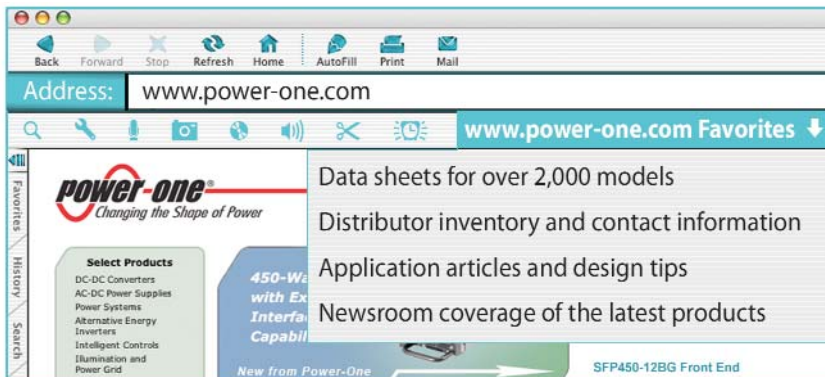 Back Forward Stop Refresh Home AutoFill Print Mail
Address: www.power-one.com
www.power-one.com Favorites
Favorites
History
Search
power-one®
Changing the Shape of Power
Data sheets for over 2,000 models
Distributor inventory and contact information
Application articles and design tips
Newsroom coverage of the latest products
Select Products
DC-DC Converters
AC-DC Power Supplies
Power Systems
Alternative Energy
Inverters
Intelligent Controls
Illumination and
Power Grid
450-Wa
with Ex
Interfa
Capabil
New from Power-One
SFP450-12BG Front End